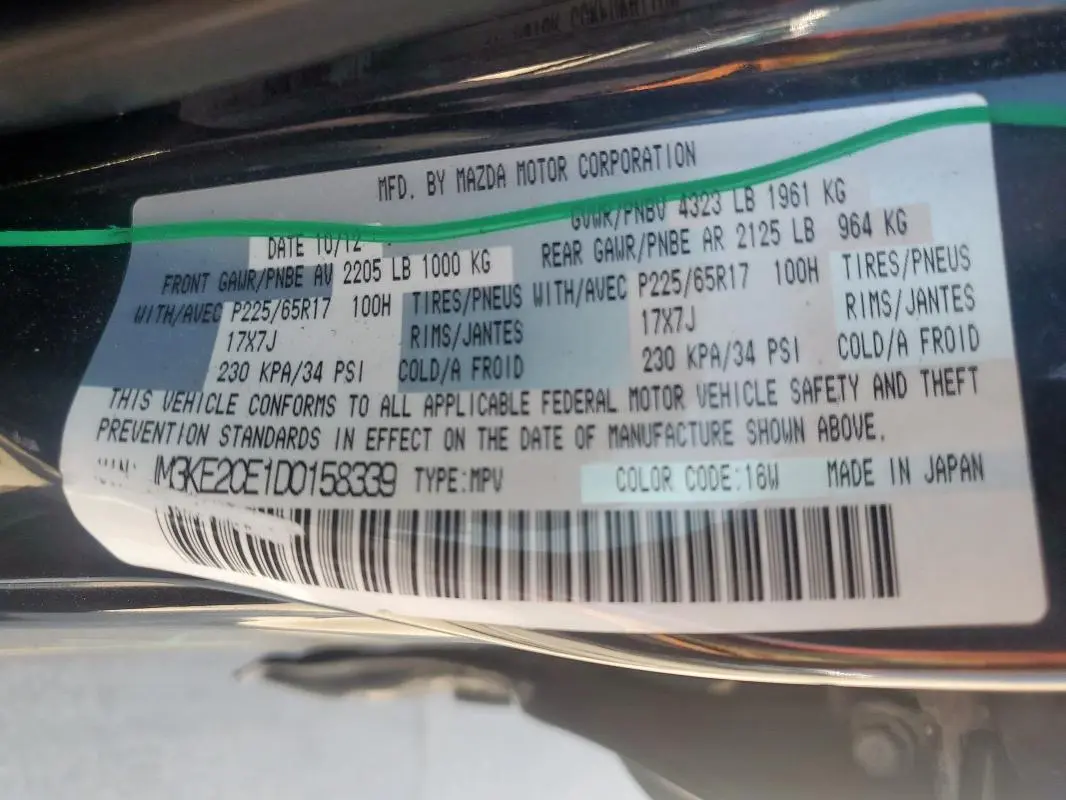 MFD. BY MAZDA MOTOR CORPORATION
DATE 10/12 GVWR/PNBV 4323 LB 1961 KG
FRONT GAWR/PNBE AV 2205 LB 1000 KG REAR GAWR/PNBE AR 2125 LB 964 KG
WITH/AVEC P225/65R17 100H TIRES/PNEUS WITH/AVEC P225/65R17 100H TIRES/PNEUS
17X7J RIMS/JANTES 17X7J RIMS/JANTES
230 KPA/34 PSI COLD/A FROID 230 KPA/34 PSI COLD/A FROID
THIS VEHICLE CONFORMS TO ALL APPLICABLE FEDERAL MOTOR VEHICLE SAFETY AND THEFT
PREVENTION STANDARDS IN EFFECT ON THE DATE OF MANUFACTURE SHOWN ABOVE.
JM3KE2CE1D0158339 TYPE:MPV COLOR CODE:16W MADE IN JAPAN